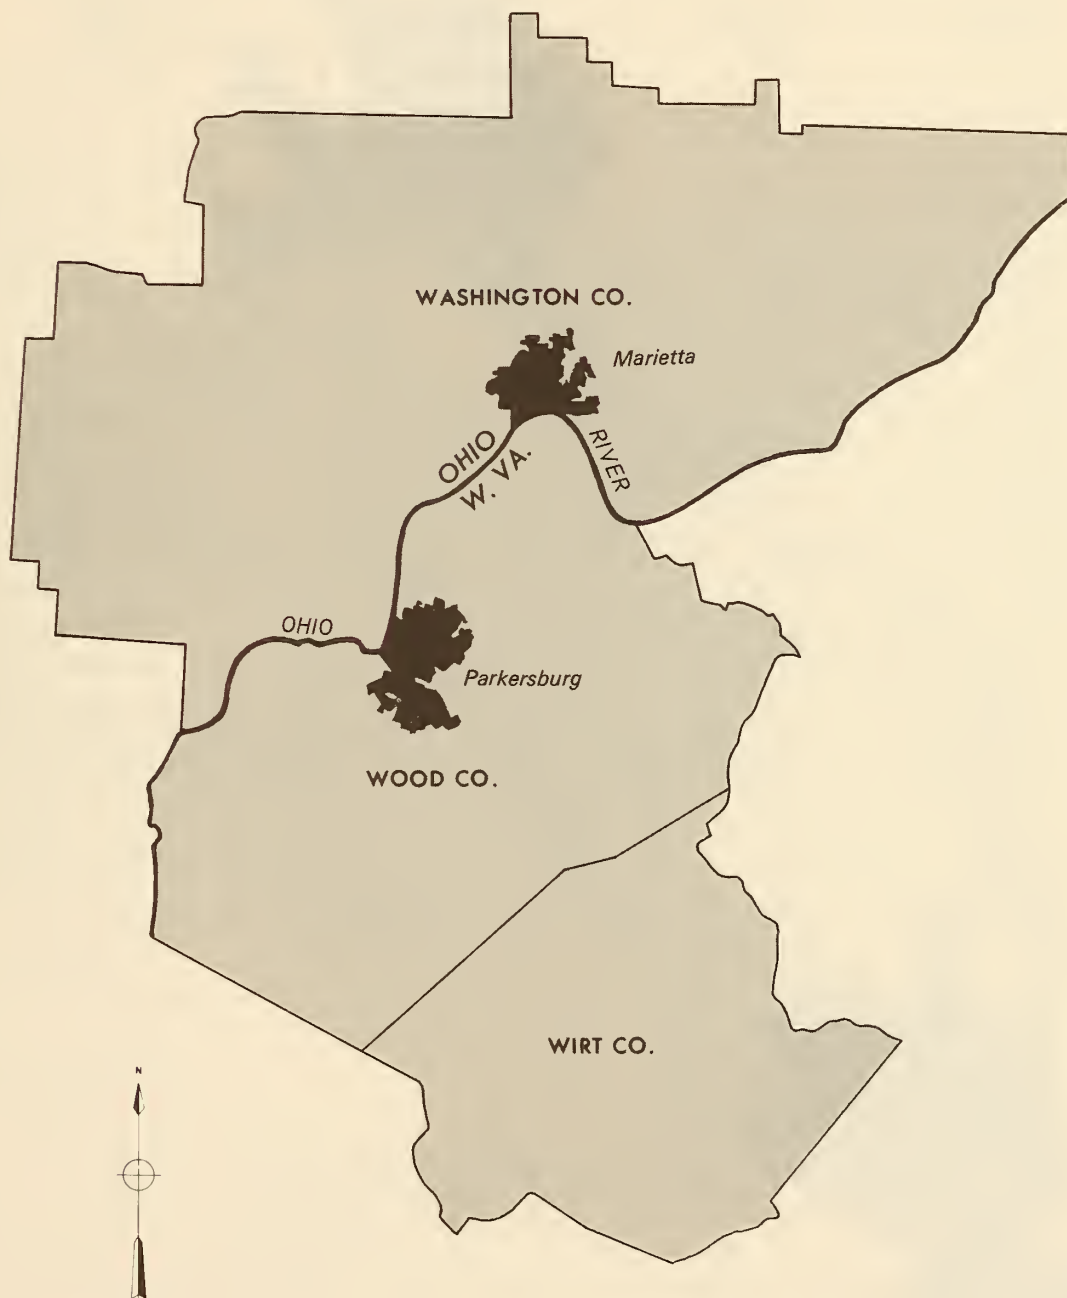 WASHINGTON CO.
Marietta
OHIO
W. VA.
RIVER
OHIO
Parkersburg
WOOD CO.
WIRT CO.
N